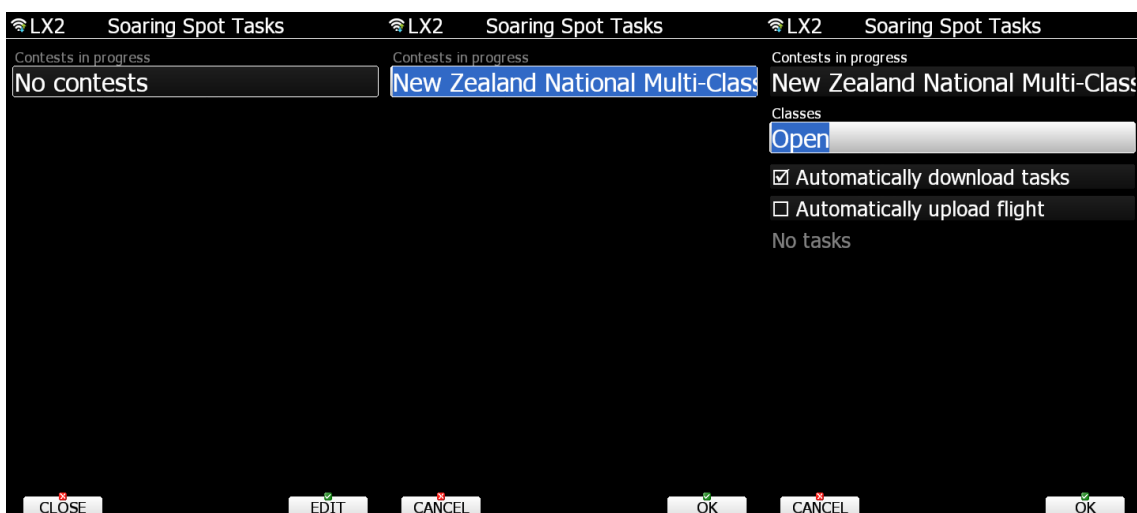 LX2 Soaring Spot Tasks
Contests in progress
No contests
CLOSE EDIT
LX2 Soaring Spot Tasks
Contests in progress
New Zealand National Multi-Class
CANCEL OK
LX2 Soaring Spot Tasks
Contests in progress
New Zealand National Multi-Class
Classes
Open
Automatically download tasks
Automatically upload flight
No tasks
CANCEL OK